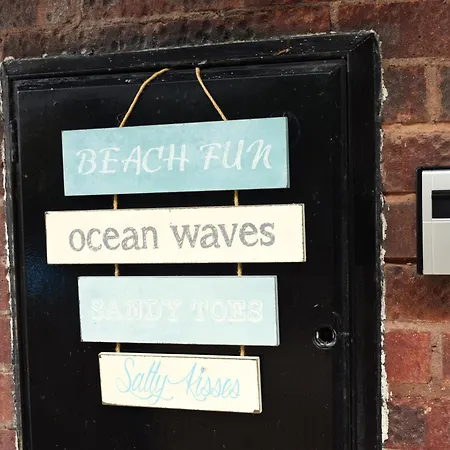 BEACH FUN
ocean waves
SANDY TOES
Salty Kisses